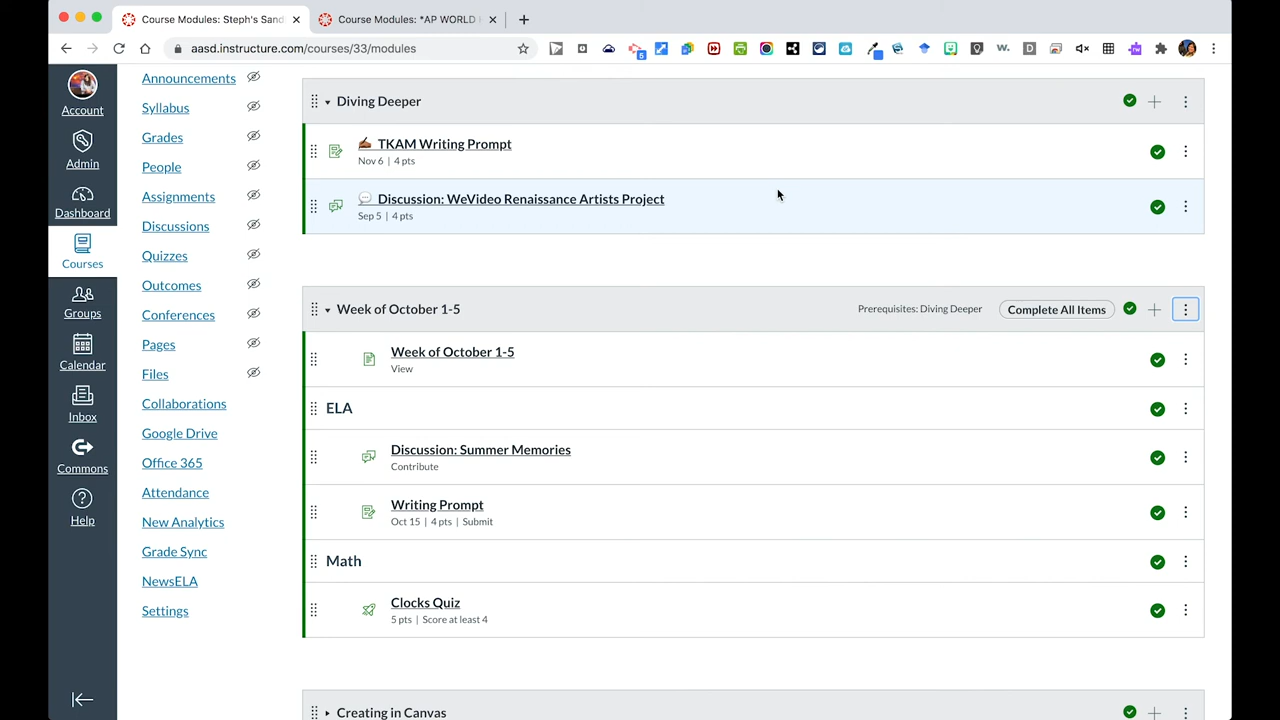 Course Modules: Steph's Sand
Course Modules: *AP WORLD
aasd.instructure.com/courses/33/modules
5
W.
D
Account
Admin
Dashboard
Courses
Groups
Calendar
Inbox
Commons
Help
Announcements
Syllabus
Grades
People
Assignments
Discussions
Quizzes
Outcomes
Conferences
Pages
Files
Collaborations
Google Drive
Office 365
Attendance
New Analytics
Grade Sync
NewsELA
Settings
Diving Deeper
TKAM Writing Prompt
Nov 6 | 4 pts
Discussion: WeVideo Renaissance Artists Project
Sep 5 | 4 pts
Week of October 1-5
Prerequisites: Diving Deeper
Complete All Items
Week of October 1-5
View
ELA
Discussion: Summer Memories
Contribute
Writing Prompt
Oct 15 | 4 pts | Submit
Math
Clocks Quiz
5 pts | Score at least 4
Creating in Canvas